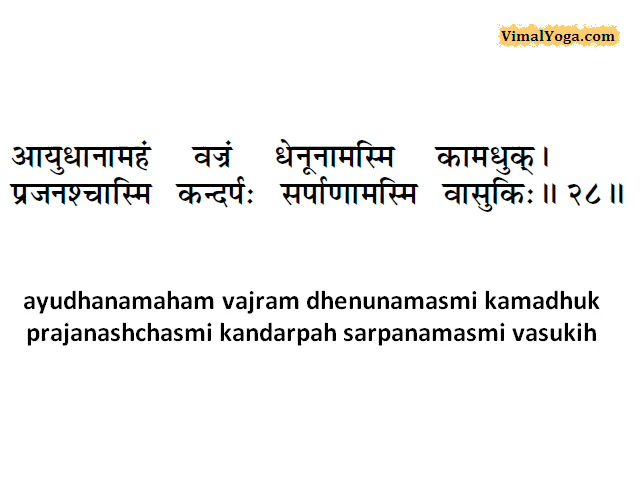 VimalYoga.com
आयुधानामहं वज्रं धेनूनामस्मि कामधुक् ।
प्रजनश्चास्मि कन्दर्पः सर्पाणामस्मि वासुकिः ॥ २८ ॥
ayudhanamaham vajram dhenunamasmi kamadhuk
prajanashchasmi kandarpah sarpanamasmi vasukih